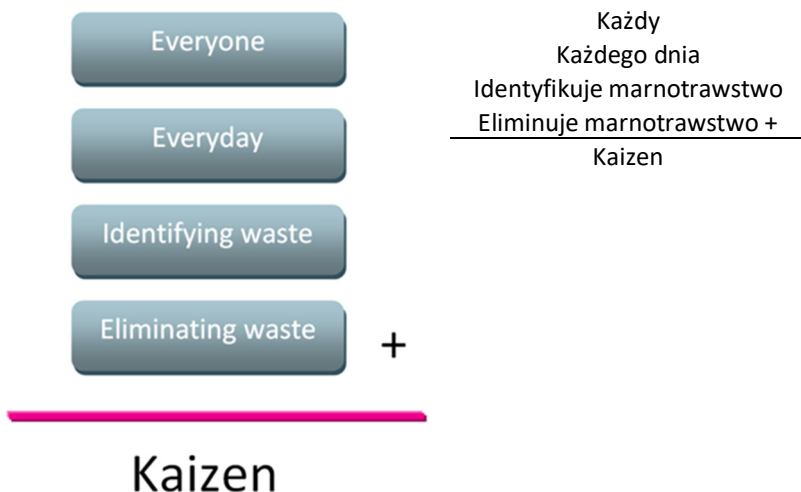 Everyone
Everyday
Identifying waste
Eliminating waste
+
Kaizen
Każdy
Każdego dnia
Identyfikuje marnotrawstwo
Eliminuje marnotrawstwo +
Kaizen